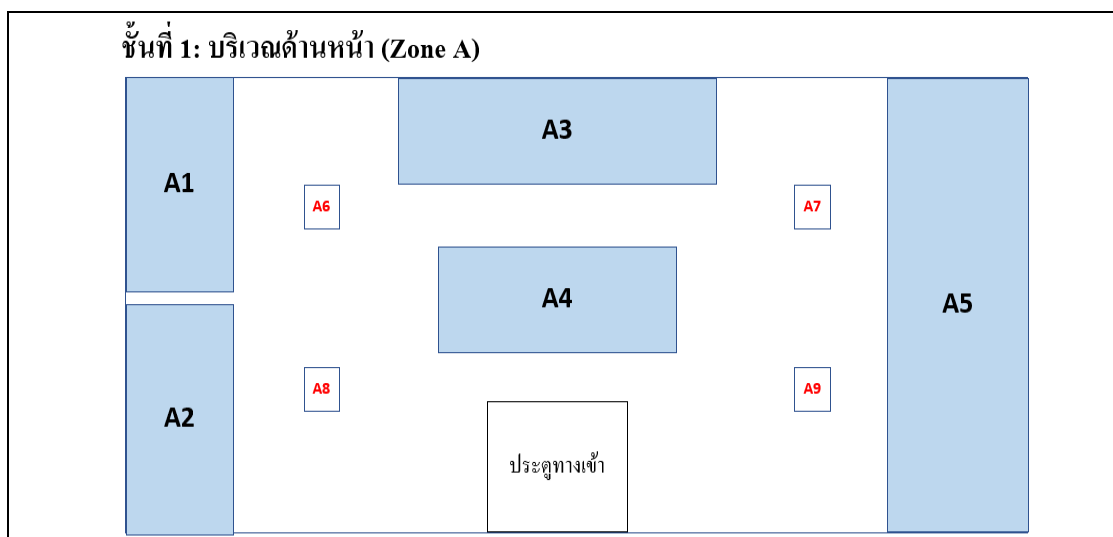 ชั้นที่ 1: บริเวณด้านหน้า (Zone A)
A3
A1
A6
A7
A4
A5
A8
A9
A2
ประตูทางเข้า